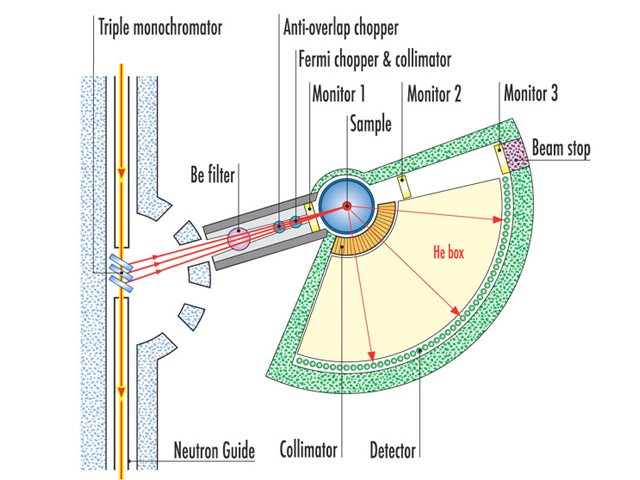 Triple monochromator
Anti-overlap chopper
Fermi chopper & collimator
Monitor 1
Monitor 2
Monitor 3
Sample
Beam stop
Be filter
He box
Neutron Guide
Collimator
Detector